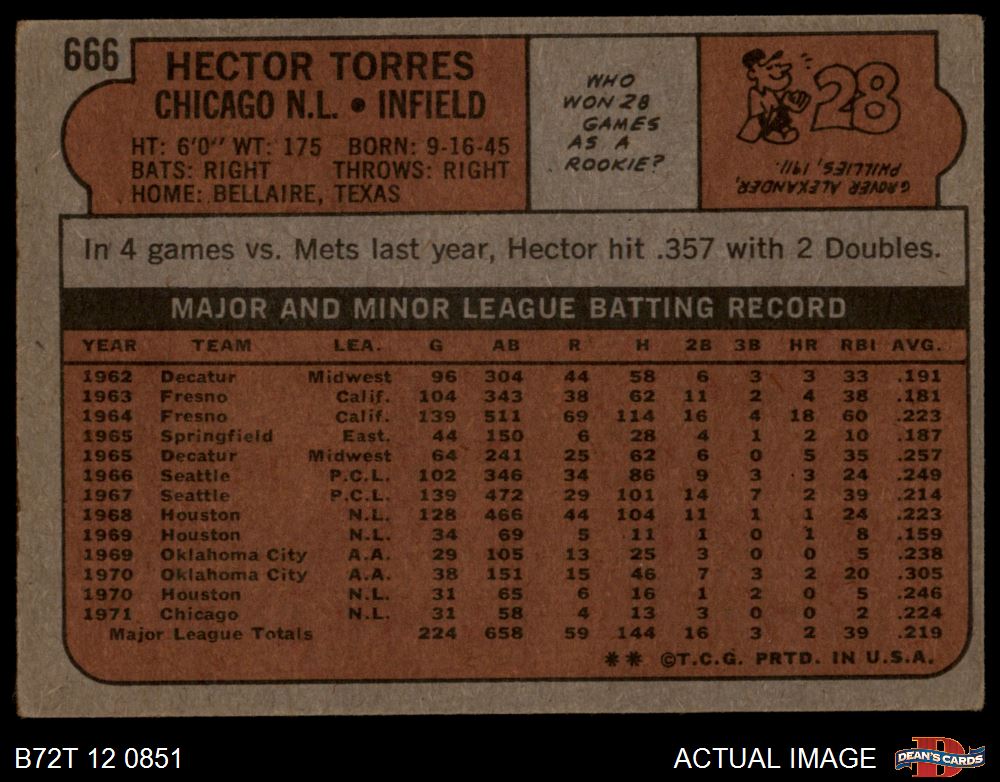 666
HECTOR TORRES
CHICAGO N.L. • INFIELD
HT: 6'0" WT: 175 BORN: 9-16-45
BATS: RIGHT THROWS: RIGHT
HOME: BELLAIRE, TEXAS
WHO
WON 28
GAMES
AS A
ROOKIE?
28
GROVER ALEXANDER,
PHILLIES, 1911.
In 4 games vs. Mets last year, Hector hit .357 with 2 Doubles.
MAJOR AND MINOR LEAGUE BATTING RECORD
YEAR TEAM LEA. G AB R H 2B 3B HR RBI AVG.
1962 Decatur Midwest 96 304 44 58 6 3 3 33 .191
1963 Fresno Calif. 104 343 38 62 11 2 4 38 .181
1964 Fresno Calif. 139 511 69 114 16 4 18 60 .223
1965 Springfield East. 44 150 6 28 4 1 2 10 .187
1965 Decatur Midwest 64 241 25 62 6 0 5 35 .257
1966 Seattle P.C.L. 102 346 34 86 9 3 3 24 .249
1967 Seattle P.C.L. 139 472 29 101 14 7 2 39 .214
1968 Houston N.L. 128 466 44 104 11 1 1 24 .223
1969 Houston N.L. 34 69 5 11 1 0 1 8 .159
1969 Oklahoma City A.A. 29 105 13 25 3 0 0 5 .238
1970 Oklahoma City A.A. 38 151 15 46 7 3 2 20 .305
1970 Houston N.L. 31 65 6 16 1 2 0 5 .246
1971 Chicago N.L. 31 58 4 13 3 0 0 2 .224
Major League Totals 224 658 59 144 16 3 2 39 .219
** ©T.C.G. PRTD. IN U.S.A.
B72T 12 0851
ACTUAL IMAGE
DEAN'S CARDS